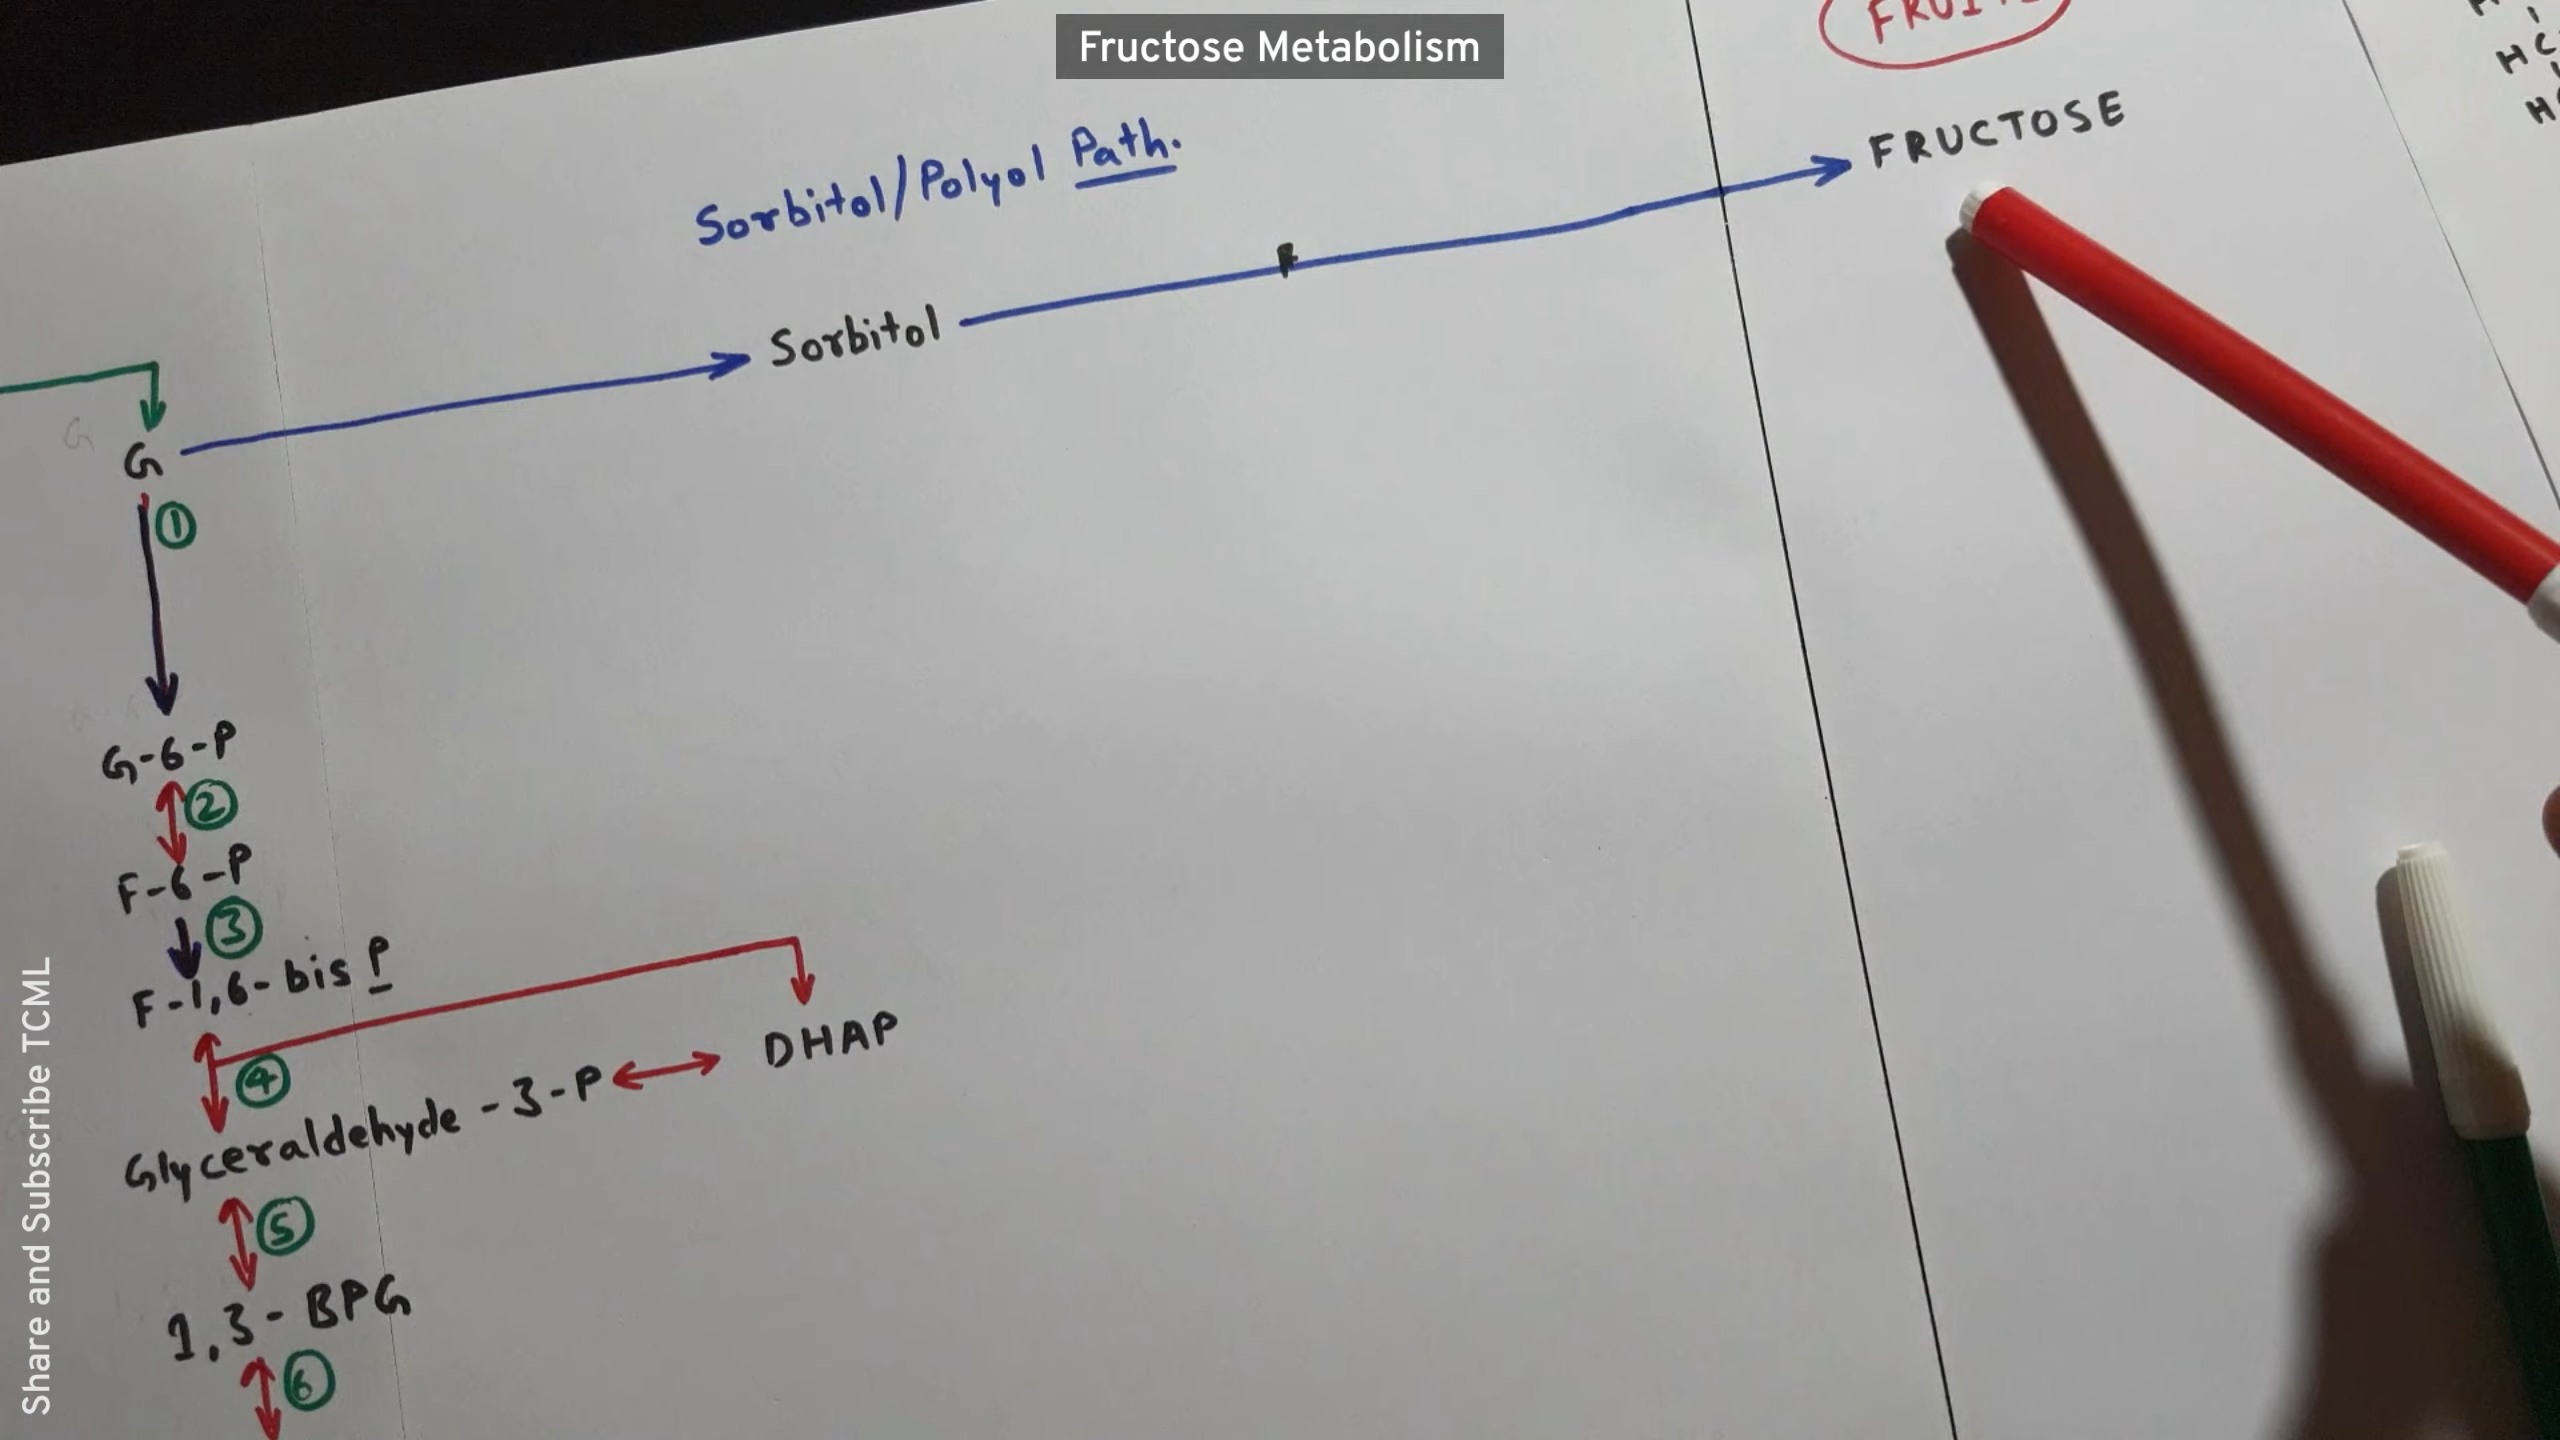 Fructose Metabolism
FRUIT
FRUCTOSE
Sorbitol/Polyol Path.
Sorbitol
F
G
G
1
G-6-P
2
F-6-P
3
F-1,6-bis P
4
DHAP
Glyceraldehyde-3-P
5
1,3-BPG
6
Share and Subscribe TCML